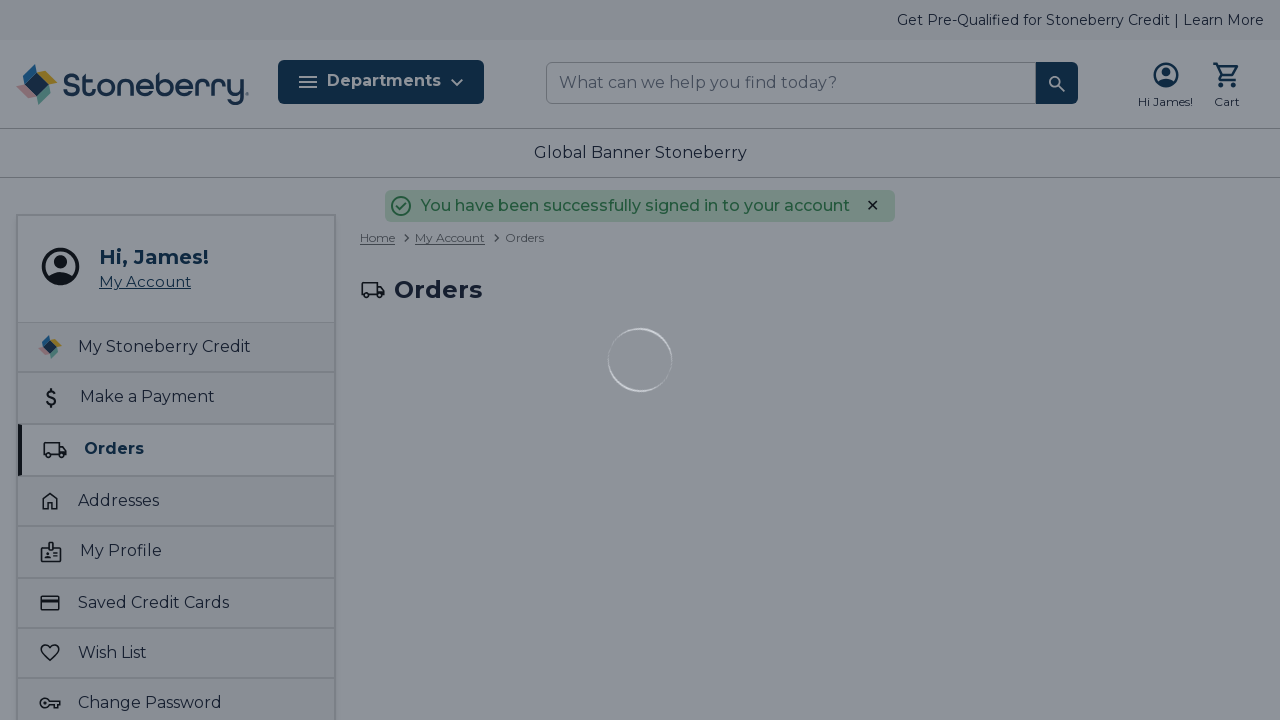 Get Pre-Qualified for Stoneberry Credit | Learn More
Stoneberry
Departments
What can we help you find today?
Hi James!
Cart
Global Banner Stoneberry
You have been successfully signed in to your account
Hi, James!
My Account
My Stoneberry Credit
Make a Payment
Orders
Addresses
My Profile
Saved Credit Cards
Wish List
Change Password
Home
My Account
Orders
Orders